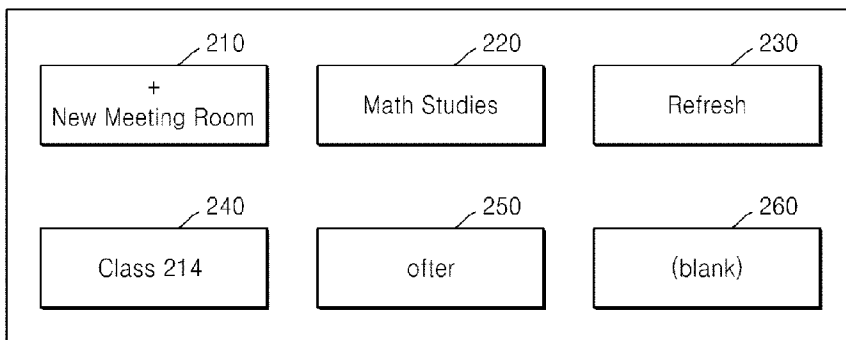 210
220
230
+
New Meeting Room
Math Studies
Refresh
240
250
260
Class 214
ofter
(blank)